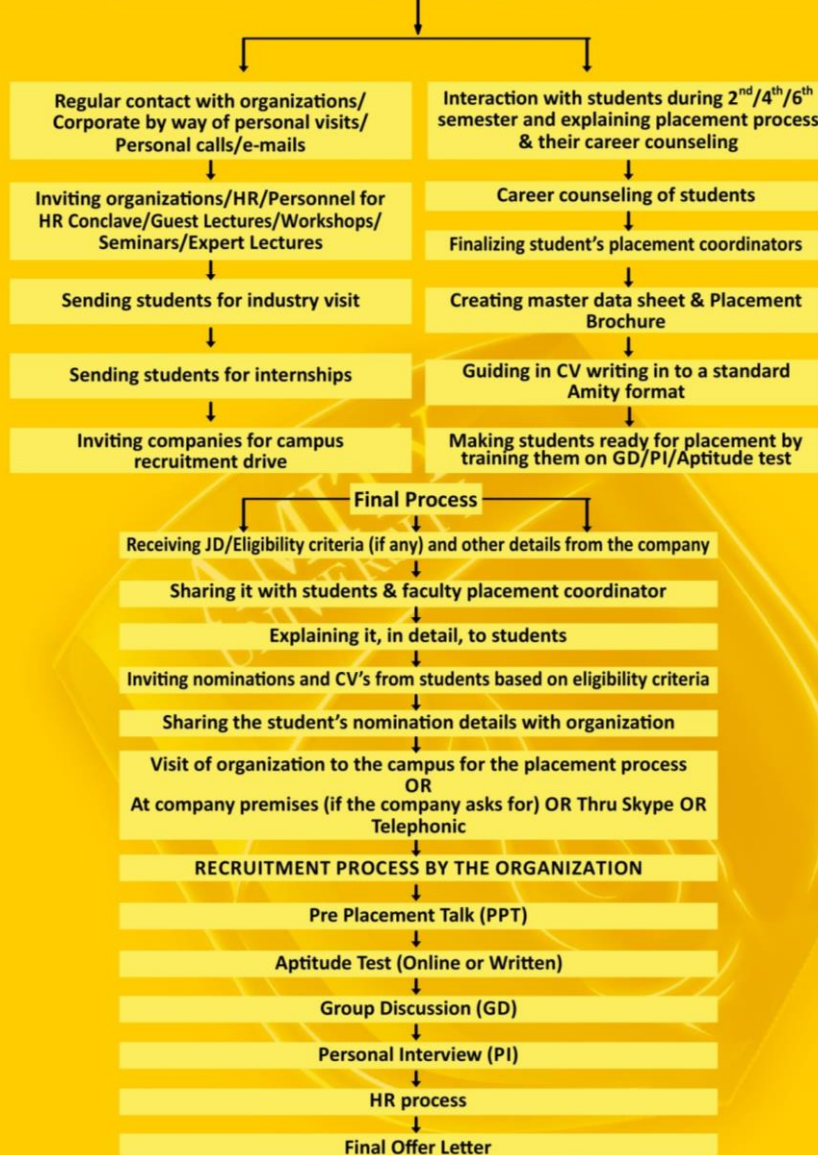 Regular contact with organizations/
Corporate by way of personal visits/
Personal calls/e-mails
Inviting organizations/HR/Personnel for
HR Conclave/Guest Lectures/Workshops/
Seminars/Expert Lectures
Sending students for industry visit
Sending students for internships
Inviting companies for campus
recruitment drive
Interaction with students during 2nd/4th/6th
semester and explaining placement process
& their career counseling
Career counseling of students
Finalizing student's placement coordinators
Creating master data sheet & Placement
Brochure
Guiding in CV writing in to a standard
Amity format
Making students ready for placement by
training them on GD/PI/Aptitude test
Final Process
Receiving JD/Eligibility criteria (if any) and other details from the company
Sharing it with students & faculty placement coordinator
Explaining it, in detail, to students
Inviting nominations and CV's from students based on eligibility criteria
Sharing the student's nomination details with organization
Visit of organization to the campus for the placement process
OR
At company premises (if the company asks for) OR Thru Skype OR
Telephonic
RECRUITMENT PROCESS BY THE ORGANIZATION
Pre Placement Talk (PPT)
Aptitude Test (Online or Written)
Group Discussion (GD)
Personal Interview (PI)
HR process
Final Offer Letter
AMITY
UNIVERSITY